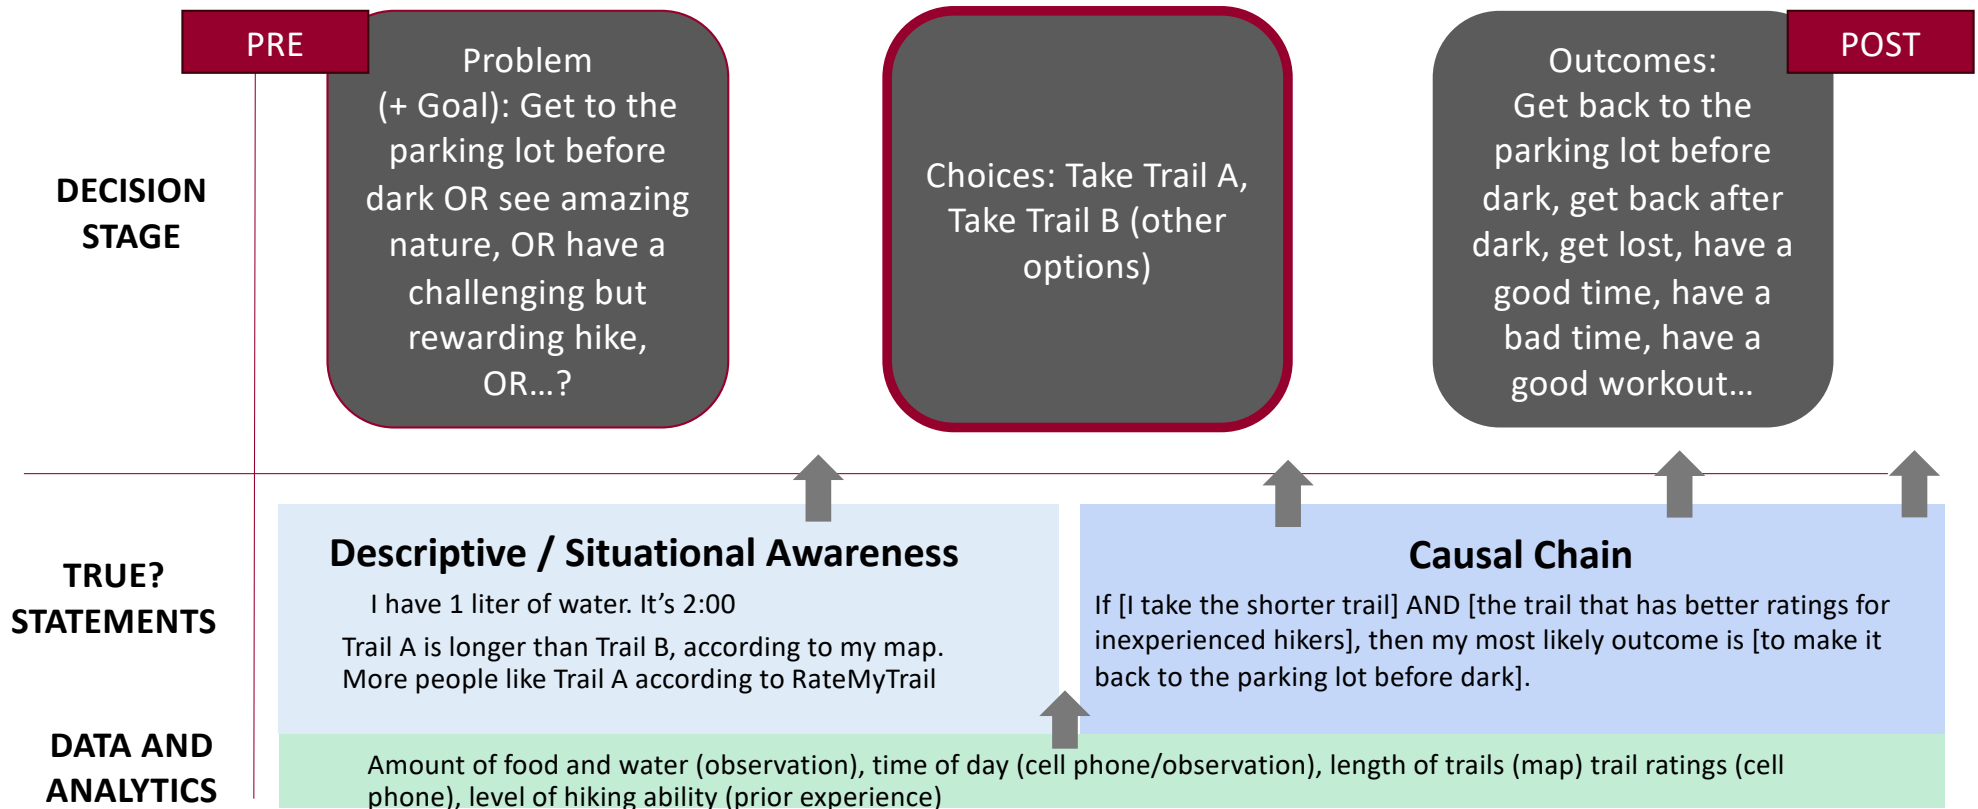 PRE
POST
DECISION
STAGE
Problem
(+ Goal): Get to the
parking lot before
dark OR see amazing
nature, OR have a
challenging but
rewarding hike,
OR...?
Choices: Take Trail A,
Take Trail B (other
options)
Outcomes:
Get back to the
parking lot before
dark, get back after
dark, get lost, have a
good time, have a
bad time, have a
good workout…
TRUE?
STATEMENTS
Descriptive / Situational Awareness
I have 1 liter of water. It’s 2:00
Trail A is longer than Trail B, according to my map.
More people like Trail A according to RateMyTrail
Causal Chain
If [I take the shorter trail] AND [the trail that has better ratings for
inexperienced hikers], then my most likely outcome is [to make it
back to the parking lot before dark].
DATA AND
ANALYTICS
Amount of food and water (observation), time of day (cell phone/observation), length of trails (map) trail ratings (cell
phone), level of hiking ability (prior experience)